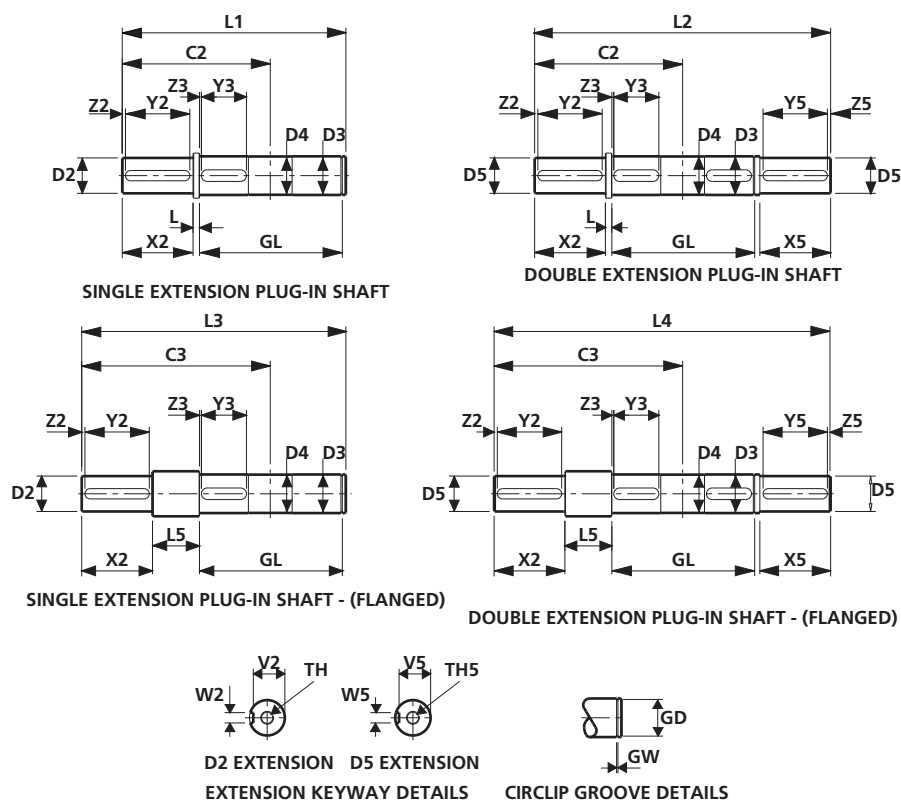 L1
C2
Z3 Y3
Z2 Y2
D4 D3
D2
L
X2 GL
SINGLE EXTENSION PLUG-IN SHAFT
L2
C2
Z3 Y3
Z2 Y2 Y5 Z5
D4 D3
D5 D5
L
X2 GL X5
DOUBLE EXTENSION PLUG-IN SHAFT
L3
C3
Z3 Y3
Z2 Y2
D4 D3
D2
L5
X2 GL
SINGLE EXTENSION PLUG-IN SHAFT - (FLANGED)
L4
C3
Z3 Y3
Z2 Y2 Y5 Z5
D4 D3
D5 D5
L5
X2 GL X5
DOUBLE EXTENSION PLUG-IN SHAFT - (FLANGED)
V2 TH
W2
D2 EXTENSION
V5 TH5
W5
D5 EXTENSION
EXTENSION KEYWAY DETAILS
GD
GW
CIRCLIP GROOVE DETAILS